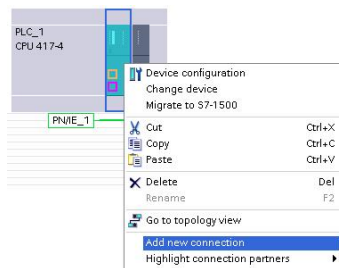 PLC_1
CPU 417-4
PN/IE_1
Device configuration
Change device
Migrate to S7-1500
Cut Ctrl+X
Copy Ctrl+C
Paste Ctrl+V
Delete Del
Rename F2
Go to topology view
Add new connection
Highlight connection partners